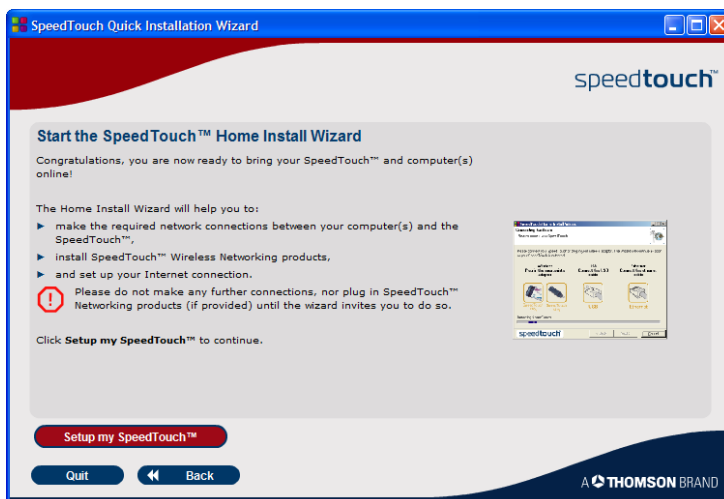 SpeedTouch Quick Installation Wizard
speedtouch™
Start the SpeedTouch™ Home Install Wizard
Congratulations, you are now ready to bring your SpeedTouch™ and computer(s)
online!
The Home Install Wizard will help you to:
make the required network connections between your computer(s) and the
SpeedTouch™,
install SpeedTouch™ Wireless Networking products,
and set up your Internet connection.
Please do not make any further connections, nor plug in SpeedTouch™
Networking products (if provided) until the wizard invites you to do so.
Click Setup my SpeedTouch™ to continue.
speedtouch
Setup my SpeedTouch™
Quit
Back
A THOMSON BRAND